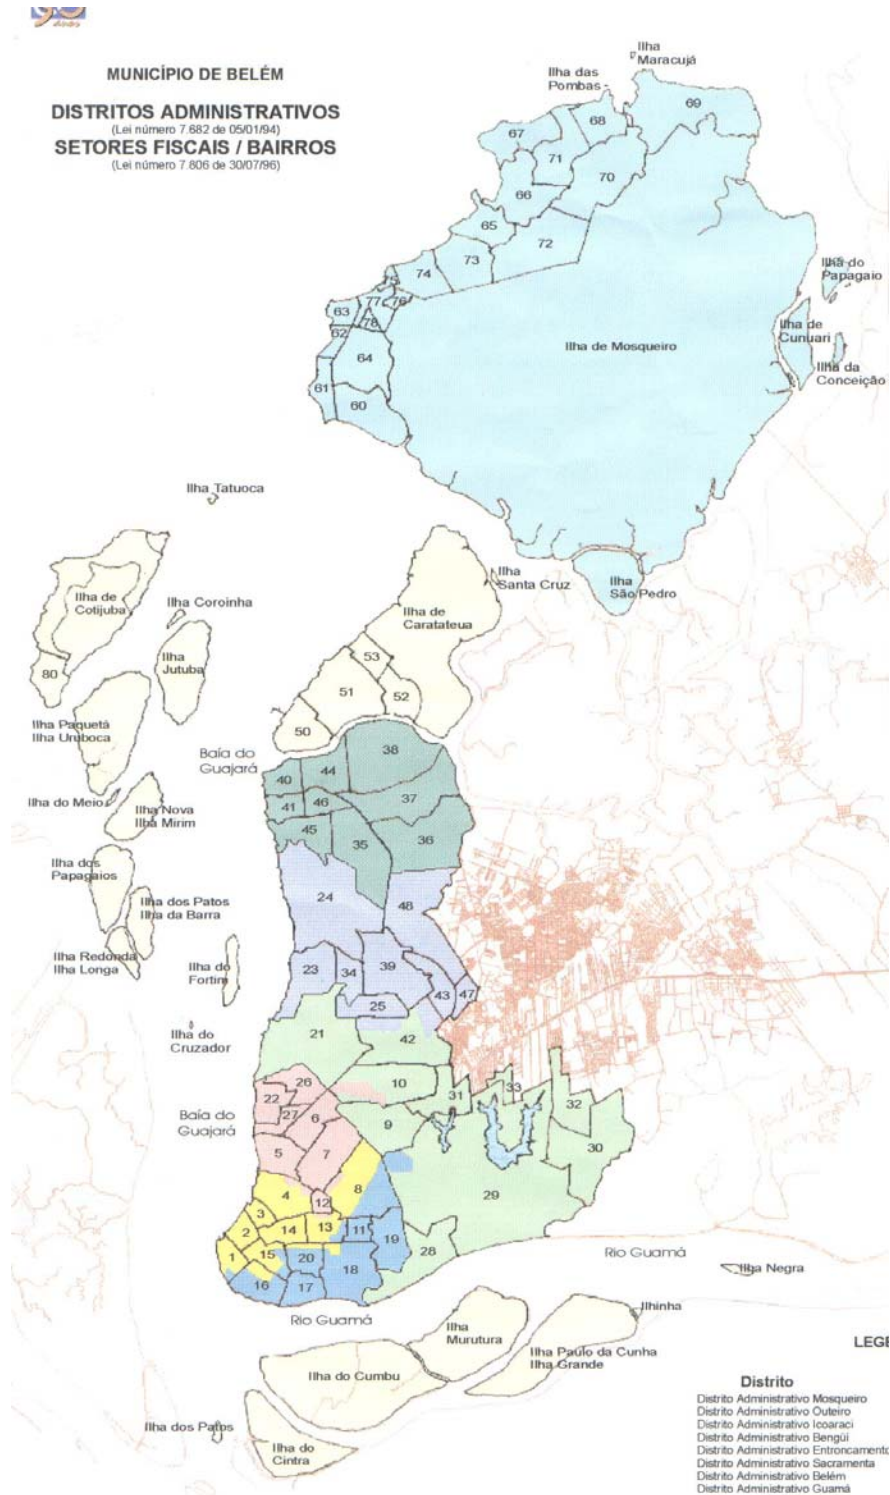 anos
MUNICÍPIO DE BELÉM
DISTRITOS ADMINISTRATIVOS
(Lei número 7.682 de 05/01/94)
SETORES FISCAIS / BAIRROS
(Lei número 7.806 de 30/07/96)
Ilha
Maracujá
Ilha das
Pombas
69
68
67
71
70
66
65
72
73
74
75
77
76
63
78
62
64
61
60
Ilha de Mosqueiro
Ilha do
Papagaio
Ilha de
Cunuari
Ilha da
Conceição
Ilha Tatuoca
Ilha
Santa Cruz
Ilha
São Pedro
Ilha de
Cotijuba
Ilha Coroinha
Ilha de
Caratateua
80
Ilha
Jutuba
53
51
52
50
Ilha Paquetá
Ilha Uruboca
Baía do
Guajará
38
40
44
37
41
46
45
35
36
Ilha do Meio
Ilha Nova
Ilha Mirim
Ilha dos
Papagaios
24
48
Ilha dos Patos
Ilha da Barra
Ilha Redonda
Ilha Longa
Ilha do
Fortim
23
34
39
43
47
25
Ilha do
Cruzador
21
42
26
10
22
31
33
27
6
9
32
Baía do
Guajará
30
5
7
4
8
12
29
3
2
14
13
11
19
28
1
15
20
18
16
17
Rio Guamá
Ilha Negra
Rio Guamá
Ilha
Murutura
Ilhinha
Ilha Paulo da Cunha
Ilha Grande
Ilha do Cumbu
LEGE
Ilha dos Patos
Ilha do
Cintra
Distrito
Distrito Administrativo Mosqueiro
Distrito Administrativo Outeiro
Distrito Administrativo Icoaraci
Distrito Administrativo Bengüí
Distrito Administrativo Entroncamento
Distrito Administrativo Sacramenta
Distrito Administrativo Belém
Distrito Administrativo Guamá